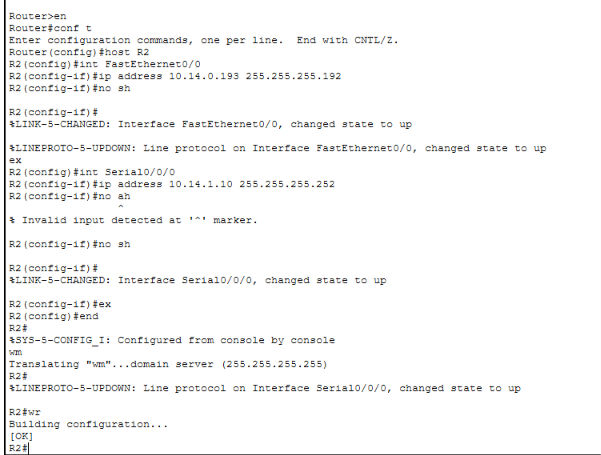 Router>en
Router#conf t
Enter configuration commands, one per line.  End with CNTL/Z.
Router(config)#host R2
R2(config)#int FastEthernet0/0
R2(config-if)#ip address 10.14.0.193 255.255.255.192
R2(config-if)#no sh
R2(config-if)#
%LINK-5-CHANGED: Interface FastEthernet0/0, changed state to up
%LINEPROTO-5-UPDOWN: Line protocol on Interface FastEthernet0/0, changed state to up
ex
R2(config)#int Serial0/0/0
R2(config-if)#ip address 10.14.1.10 255.255.255.252
R2(config-if)#no ah
^
% Invalid input detected at '^' marker.
R2(config-if)#no sh
R2(config-if)#
%LINK-5-CHANGED: Interface Serial0/0/0, changed state to up
R2(config-if)#ex
R2(config)#end
R2#
%SYS-5-CONFIG_I: Configured from console by console
wm
Translating "wm"...domain server (255.255.255.255)
R2#
%LINEPROTO-5-UPDOWN: Line protocol on Interface Serial0/0/0, changed state to up
R2#wr
Building configuration...
[OK]
R2#